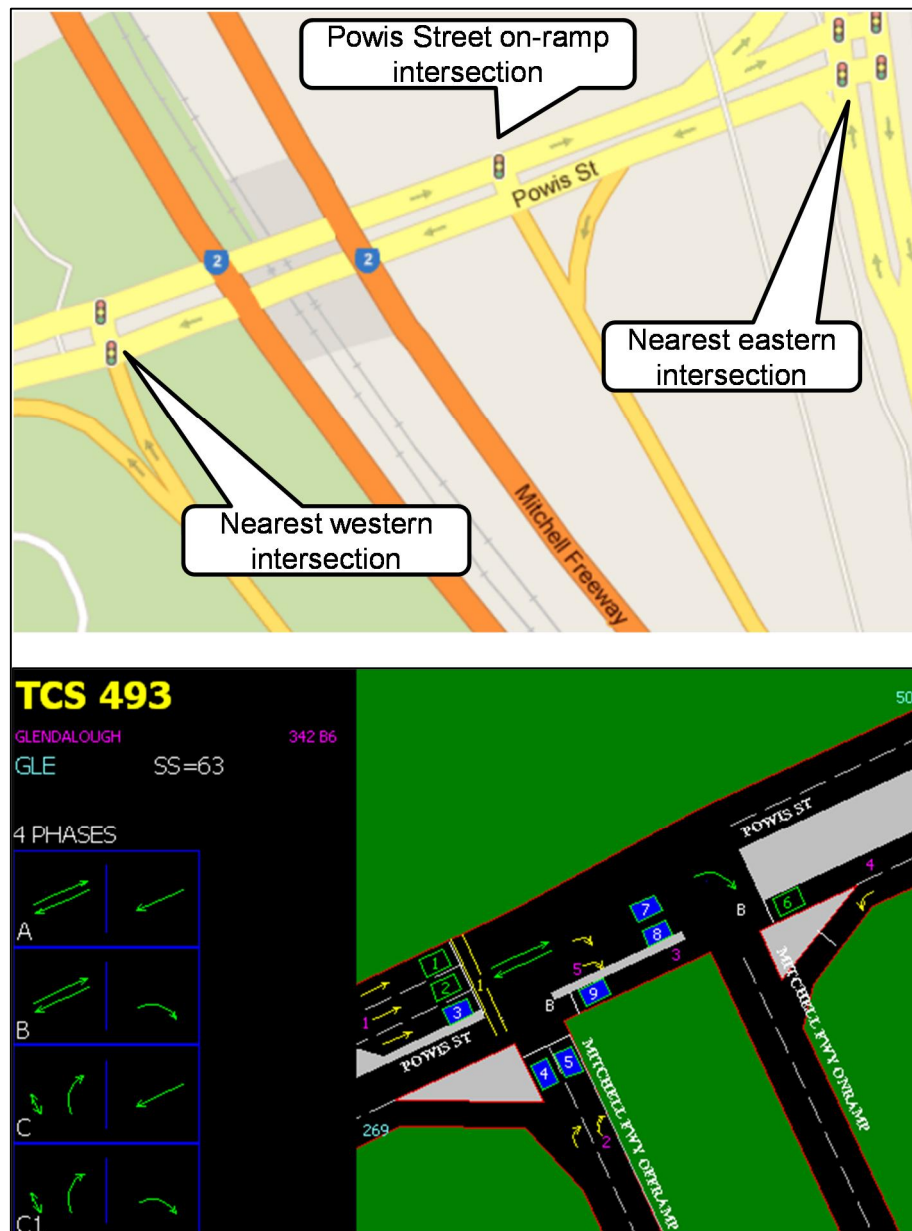 Powis Street on-ramp
intersection
Powis St
2
2
Nearest eastern
intersection
Nearest western
intersection
Mitchell Freeway
TCS 493
GLENDALOUGH 342 B6
GLE SS=63
4 PHASES
A
B
C
C1
50
POWIS ST
4
6
B
7
8
3
5
9
B
1
2
3
1
1
POWIS ST
4
5
269
2
MITCHELL FWY OFFRAMP
MITCHELL FWY ONRAMP